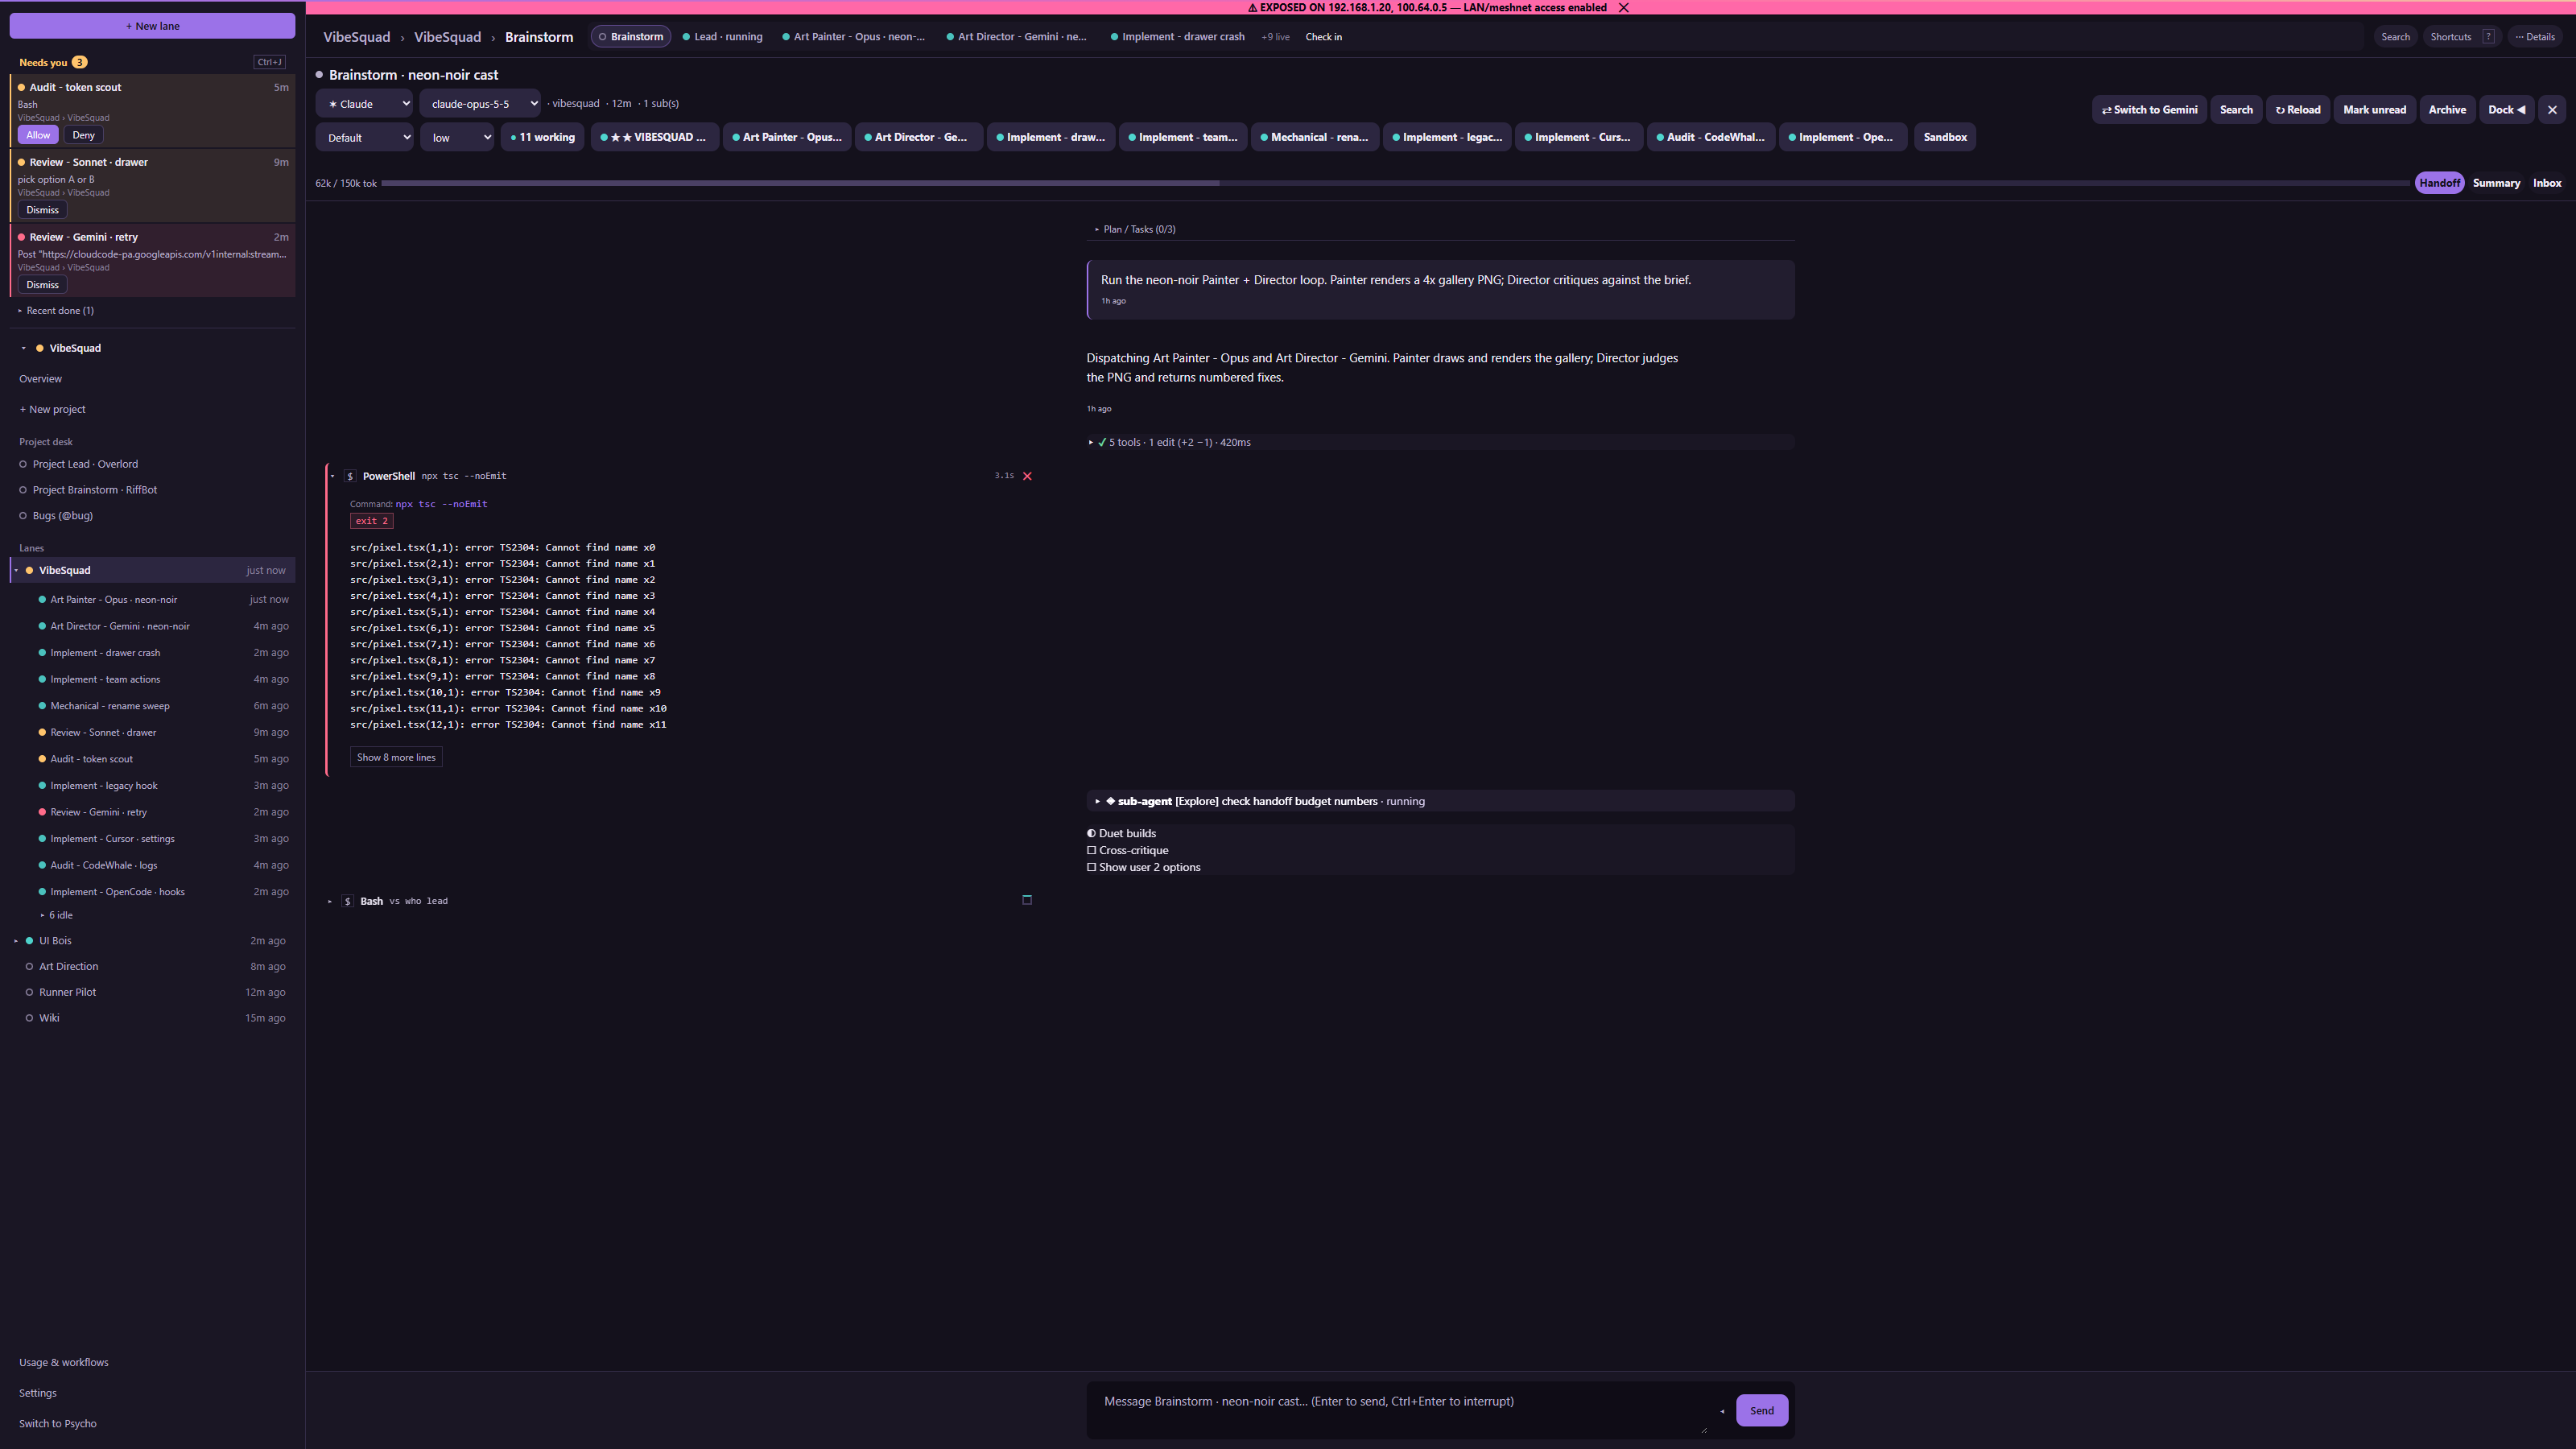 ⚠ EXPOSED ON 192.168.1.20, 100.64.0.5 — LAN/meshnet access enabled ✕
+ New lane
Needs you 3 Ctrl+J
Audit - token scout 5m
Bash
VibeSquad › VibeSquad
Allow Deny
Review - Sonnet · drawer 9m
pick option A or B
VibeSquad › VibeSquad
Dismiss
Review - Gemini · retry 2m
Post "https://cloudcode-pa.googleapis.com/v1internal:stream...
VibeSquad › VibeSquad
Dismiss
▸ Recent done (1)
VibeSquad
Overview
+ New project
Project desk
Project Lead · Overlord
Project Brainstorm · RiffBot
Bugs (@bug)
Lanes
VibeSquad just now
Art Painter - Opus · neon-noir just now
Art Director - Gemini · neon-noir 4m ago
Implement - drawer crash 2m ago
Implement - team actions 4m ago
Mechanical - rename sweep 6m ago
Review - Sonnet · drawer 9m ago
Audit - token scout 5m ago
Implement - legacy hook 3m ago
Review - Gemini · retry 2m ago
Implement - Cursor · settings 3m ago
Audit - CodeWhale · logs 4m ago
Implement - OpenCode · hooks 2m ago
▸ 6 idle
UI Bois 2m ago
Art Direction 8m ago
Runner Pilot 12m ago
Wiki 15m ago
Usage & workflows
Settings
Switch to Psycho
VibeSquad › VibeSquad › Brainstorm
Brainstorm Lead · running Art Painter - Opus · neon-... Art Director - Gemini · ne... Implement - drawer crash +9 live Check in
Search Shortcuts ? ··· Details
Brainstorm · neon-noir cast
✶ Claude claude-opus-5-5 · vibesquad · 12m · 1 sub(s)
⇄ Switch to Gemini Search ↻ Reload Mark unread Archive Dock ◀ ✕
Default low 11 working ★ ★ VIBESQUAD ... Art Painter - Opus... Art Director - Ge... Implement - draw... Implement - team... Mechanical - rena... Implement - legac... Implement - Curs... Audit - CodeWhal... Implement - Ope... Sandbox
62k / 150k tok Handoff Summary Inbox
▸ Plan / Tasks (0/3)
Run the neon-noir Painter + Director loop. Painter renders a 4x gallery PNG; Director critiques against the brief.
1h ago
Dispatching Art Painter - Opus and Art Director - Gemini. Painter draws and renders the gallery; Director judges
the PNG and returns numbered fixes.
1h ago
▸ ✓ 5 tools · 1 edit (+2 −1) · 420ms
$ PowerShell npx tsc --noEmit 3.1s ✕
Command: npx tsc --noEmit
exit 2
src/pixel.tsx(1,1): error TS2304: Cannot find name x0
src/pixel.tsx(2,1): error TS2304: Cannot find name x1
src/pixel.tsx(3,1): error TS2304: Cannot find name x2
src/pixel.tsx(4,1): error TS2304: Cannot find name x3
src/pixel.tsx(5,1): error TS2304: Cannot find name x4
src/pixel.tsx(6,1): error TS2304: Cannot find name x5
src/pixel.tsx(7,1): error TS2304: Cannot find name x6
src/pixel.tsx(8,1): error TS2304: Cannot find name x7
src/pixel.tsx(9,1): error TS2304: Cannot find name x8
src/pixel.tsx(10,1): error TS2304: Cannot find name x9
src/pixel.tsx(11,1): error TS2304: Cannot find name x10
src/pixel.tsx(12,1): error TS2304: Cannot find name x11
Show 8 more lines
▸ ◆ sub-agent [Explore] check handoff budget numbers · running
◐ Duet builds
☐ Cross-critique
☐ Show user 2 options
▸ $ Bash vs who lead
Message Brainstorm · neon-noir cast... (Enter to send, Ctrl+Enter to interrupt)
Send